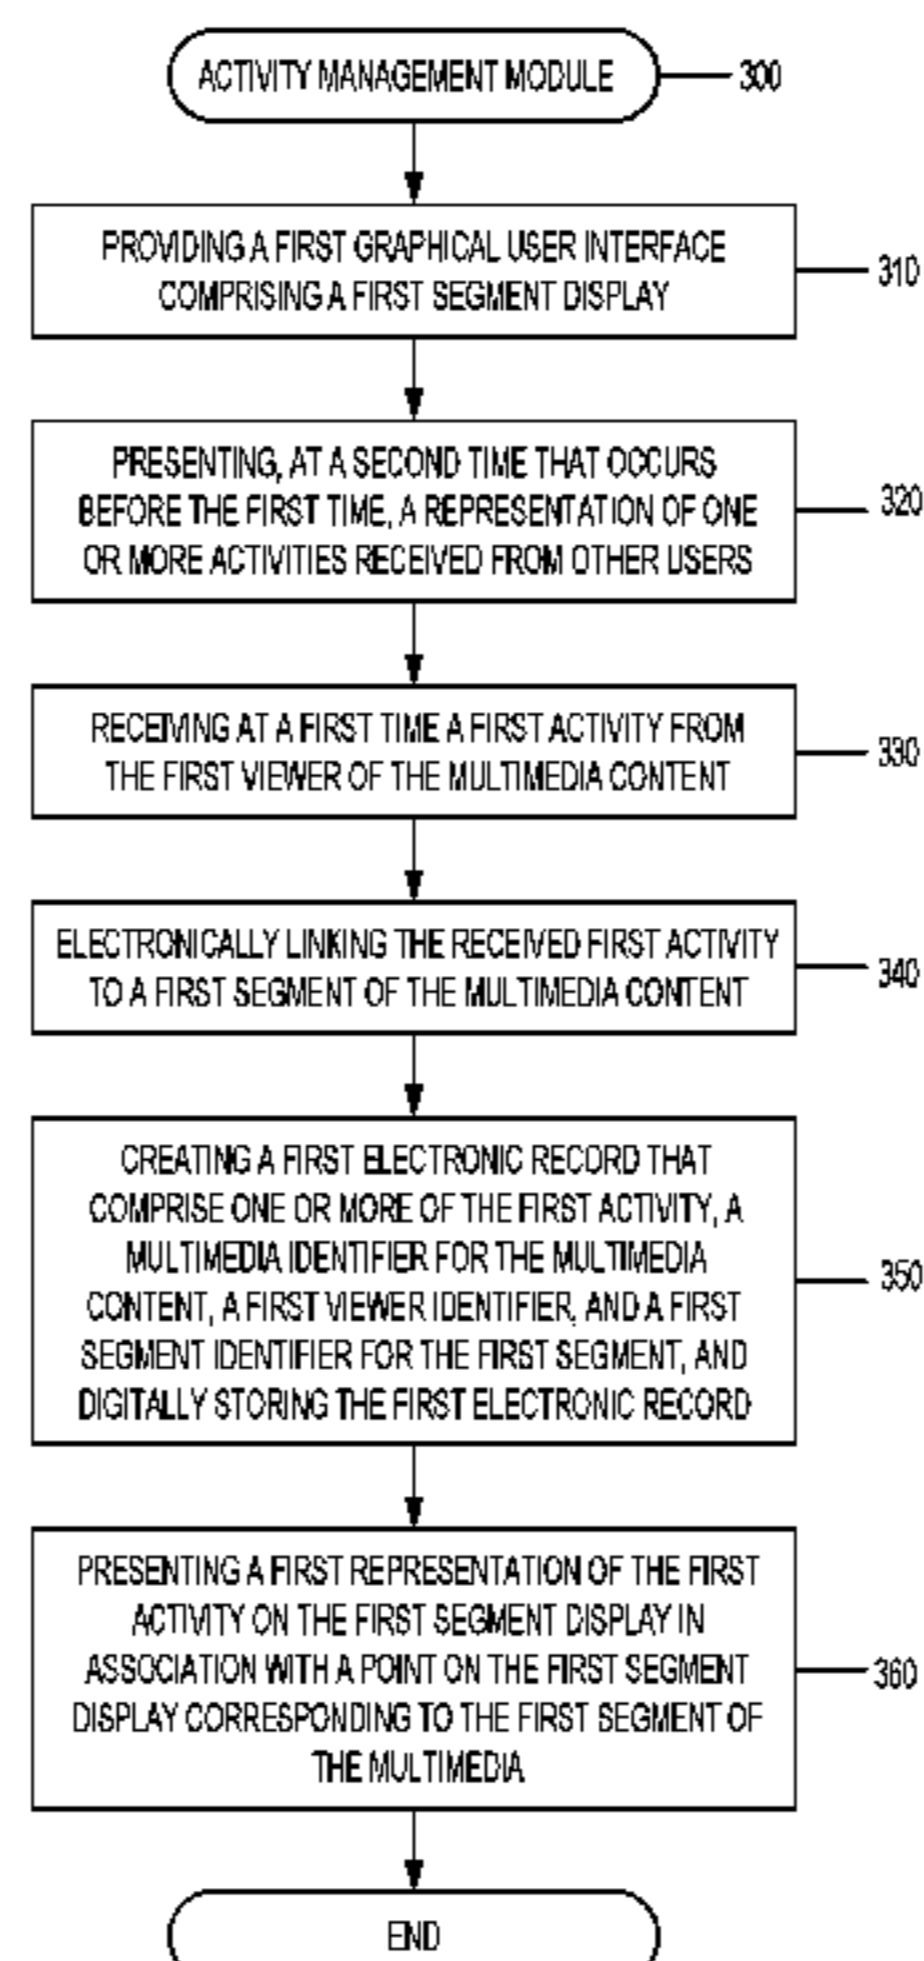 ACTIVITY MANAGEMENT MODULE
300
PROVIDING A FIRST GRAPHICAL USER INTERFACE
COMPRISING A FIRST SEGMENT DISPLAY
310
PRESENTING, AT A SECOND TIME THAT OCCURS
BEFORE THE FIRST TIME, A REPRESENTATION OF ONE
OR MORE ACTIVITIES RECEIVED FROM OTHER USERS
320
RECEIVING AT A FIRST TIME A FIRST ACTIVITY FROM
THE FIRST VIEWER OF THE MULTIMEDIA CONTENT
330
ELECTRONICALLY LINKING THE RECEIVED FIRST ACTIVITY
TO A FIRST SEGMENT OF THE MULTIMEDIA CONTENT
340
CREATING A FIRST ELECTRONIC RECORD THAT
COMPRISE ONE OR MORE OF THE FIRST ACTIVITY, A
MULTIMEDIA IDENTIFIER FOR THE MULTIMEDIA
CONTENT, A FIRST VIEWER IDENTIFIER, AND A FIRST
SEGMENT IDENTIFIER FOR THE FIRST SEGMENT, AND
DIGITALLY STORING THE FIRST ELECTRONIC RECORD
350
PRESENTING A FIRST REPRESENTATION OF THE FIRST
ACTIVITY ON THE FIRST SEGMENT DISPLAY IN
ASSOCIATION WITH A POINT ON THE FIRST SEGMENT
DISPLAY CORRESPONDING TO THE FIRST SEGMENT OF
THE MULTIMEDIA
360
END